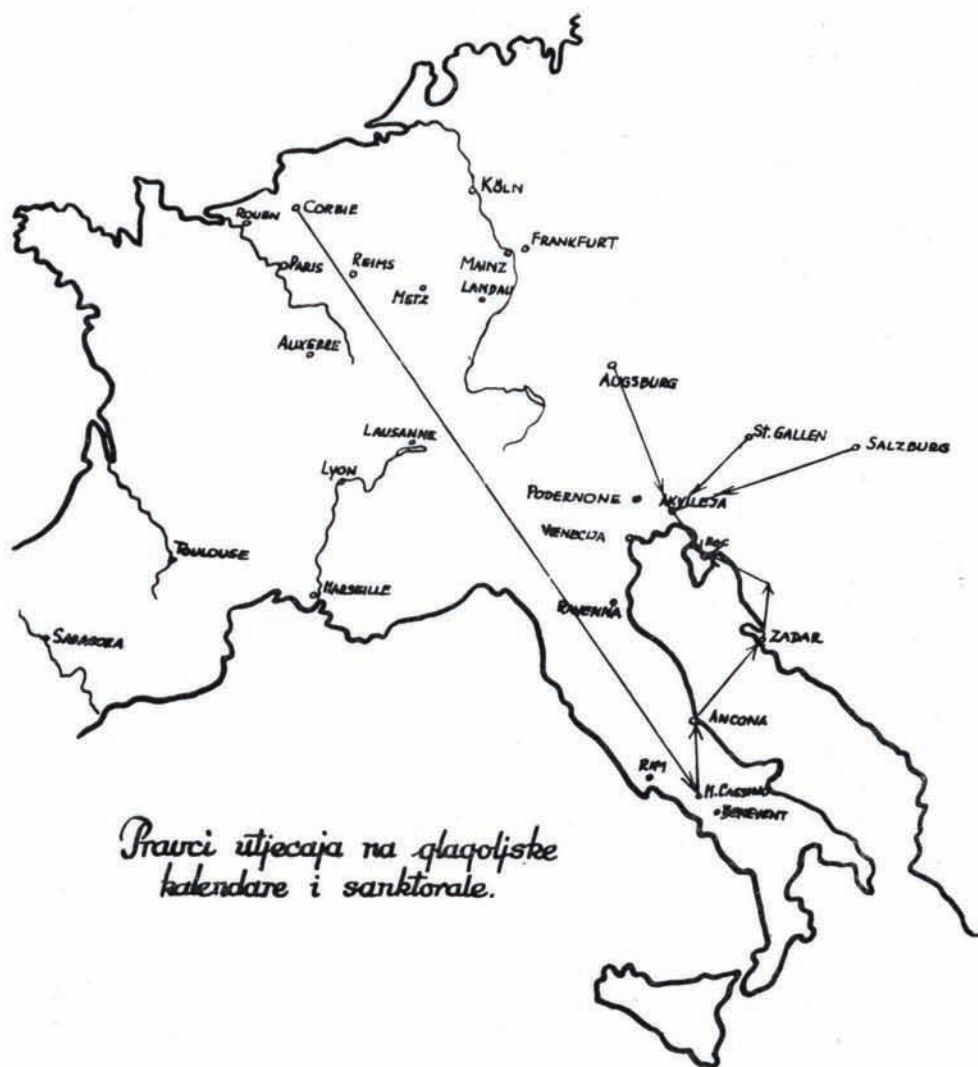 KÖLN
ROUEN
CORBIE
FRANKFURT
MAINZ
PARIS
REIMS
METZ
LANDAU
AUXERRE
AUGSBURG
LAUSANNE
ST. GALLEN
SALZBURG
LYON
PODERNONE
AKVILEJA
VENECIJA
TOULOUSE
MARSEILLE
RAVENNA
SARAGOZA
ZADAR
ANCONA
RIM
M. CASSINO
BENEVENT
Pravci utjecaja na glagoljske
kalendare i sanktorale.